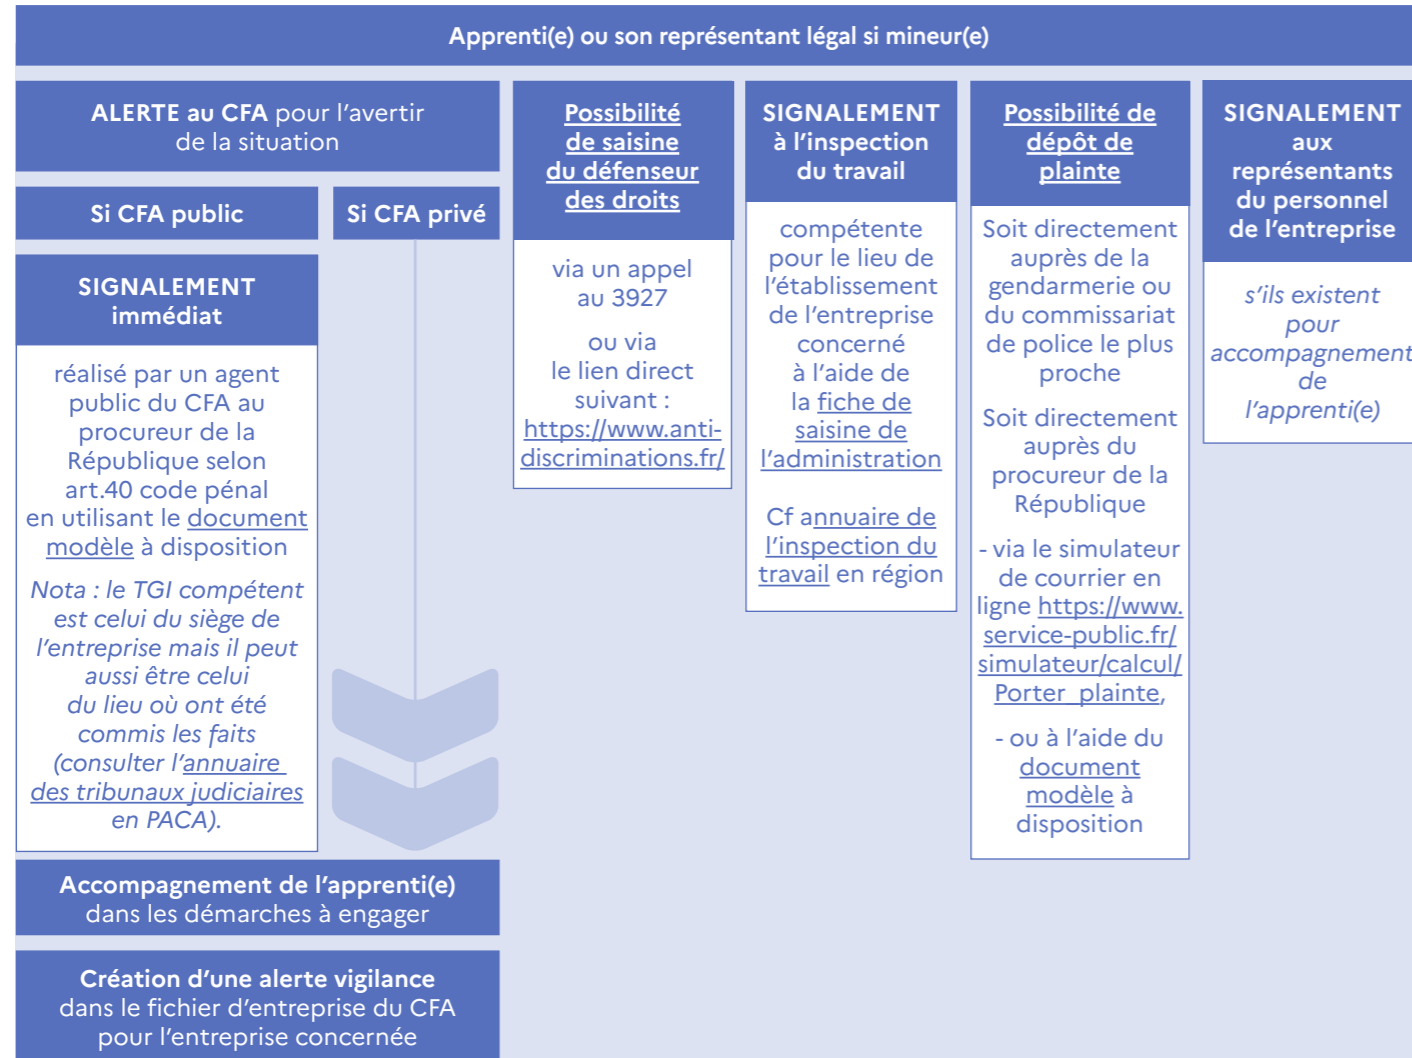 Apprenti(e) ou son représentant légal si mineur(e)
ALERTE au CFA pour l'avertir
de la situation
Si CFA public
Si CFA privé
SIGNALEMENT
immédiat
réalisé par un agent
public du CFA au
procureur de la
République selon
art.40 code pénal
en utilisant le document
modèle à disposition
Nota : le TGI compétent
est celui du siège de
l'entreprise mais il peut
aussi être celui
du lieu où ont été
commis les faits
(consulter l'annuaire
des tribunaux judiciaires
en PACA).
Accompagnement de l'apprenti(e)
dans les démarches à engager
Création d'une alerte vigilance
dans le fichier d'entreprise du CFA
pour l'entreprise concernée
Possibilité
de saisine
du défenseur
des droits
via un appel
au 3927
ou via
le lien direct
suivant :
https://www.anti-
discriminations.fr/
SIGNALEMENT
à l'inspection
du travail
compétente
pour le lieu de
l'établissement
de l'entreprise
concerné
à l'aide de
la fiche de
saisine de
l'administration
Cf annuaire de
l'inspection du
travail en région
Possibilité de
dépôt de
plainte
Soit directement
auprès de la
gendarmerie ou
du commissariat
de police le plus
proche
Soit directement
auprès du
procureur de la
République
- via le simulateur
de courrier en
ligne https://www.
service-public.fr/
simulateur/calcul/
Porter_plainte,
- ou à l'aide du
document
modèle à
disposition
SIGNALEMENT
aux
représentants
du personnel
de l'entreprise
s'ils existent
pour
accompagnement
de
l'apprenti(e)